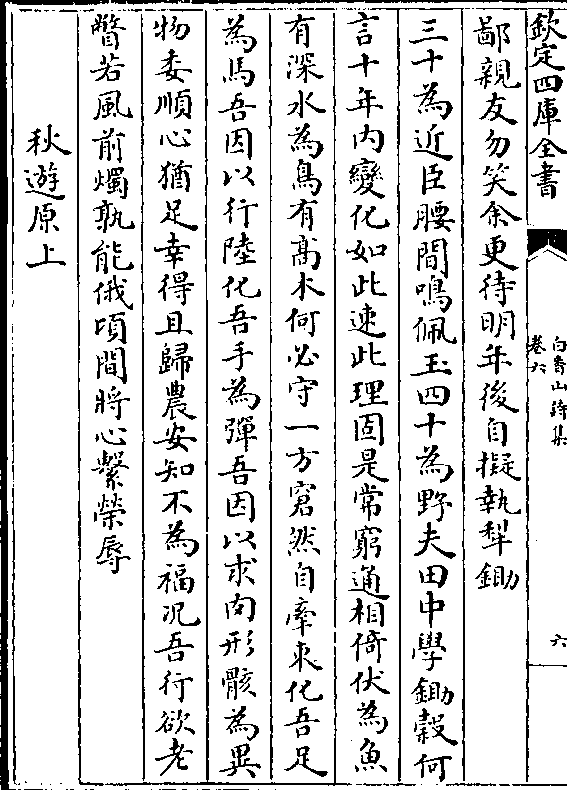 欽定四庫全書
白香山詩集
卷六
六
鄙親友勿笑余更待明年後自擬執犁鋤
三十為近臣腰間鳴佩玉四十為野夫田中學鋤穀何
言十年內變化如此速此理固是常窮通相倚伏為魚
有深水為鳥有高木何必守一方窘然自牽束化吾足
為馬吾因以行陸化吾手為彈吾因以求肉形骸為異
物委順心猶足幸得且歸農安知不為福況吾行欲老
瞥若風前燭孰能俄頃間將心繫榮辱
秋遊原上